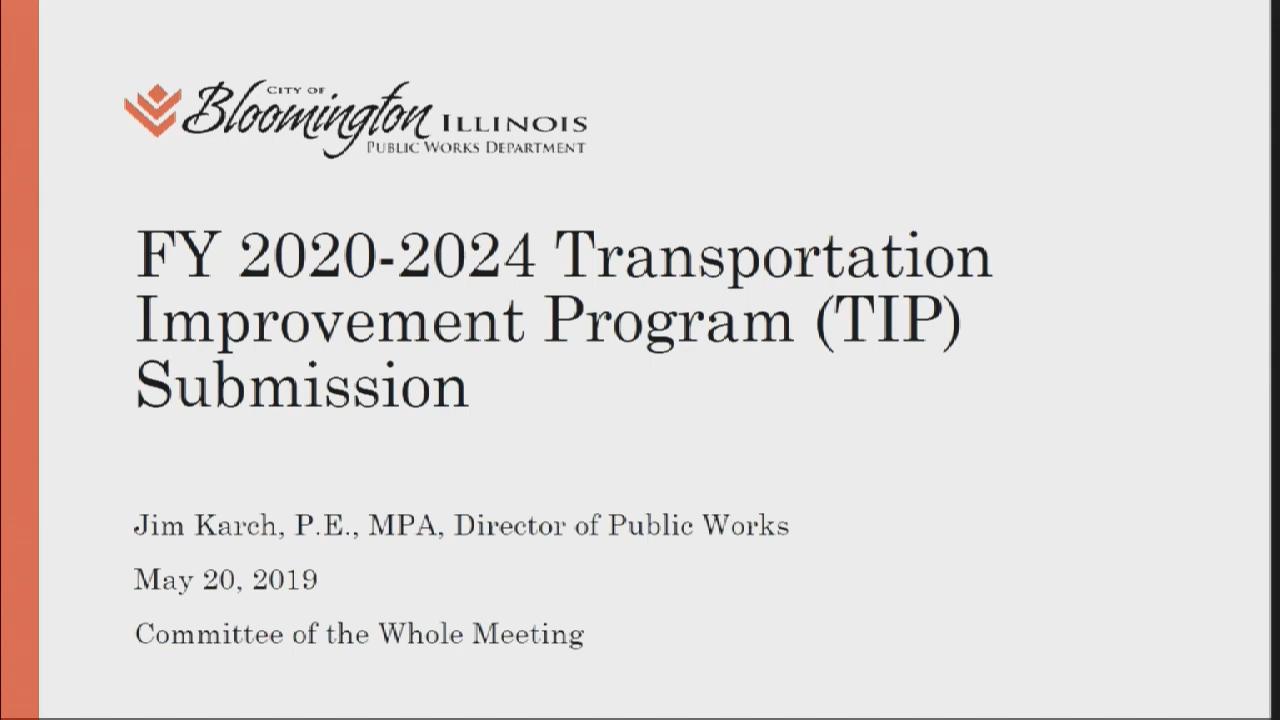 CITY OF
Bloomington ILLINOIS
PUBLIC WORKS DEPARTMENT
FY 2020-2024 Transportation
Improvement Program (TIP)
Submission
Jim Karch, P.E., MPA, Director of Public Works
May 20, 2019
Committee of the Whole Meeting